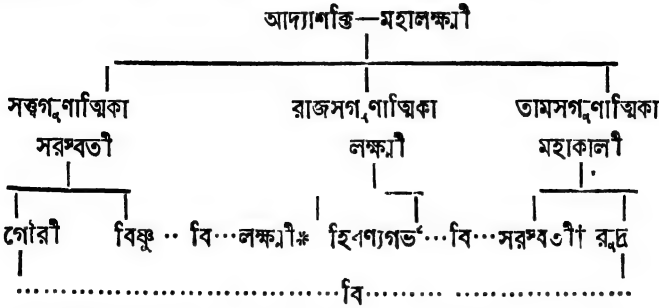 আদ্যাশক্তি—মহালক্ষ্মী
সত্ত্বগুণাত্মিকা রাজসগুণাত্মিকা তামসগুণাত্মিকা
সরস্বতী লক্ষ্মী মহাকালী
গৌরী বিষ্ণু ·· বি···লক্ষ্মী* হিরণ্যগর্ভ···বি···সরস্বতী† রুদ্র
বি